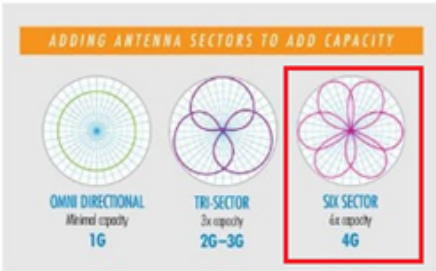 ADDING ANTENNA SECTORS TO ADD CAPACITY
OMNI DIRECTIONAL
Minimal capacity
1G
TRI-SECTOR
3x capacity
2G-3G
SIX SECTOR
6x capacity
4G